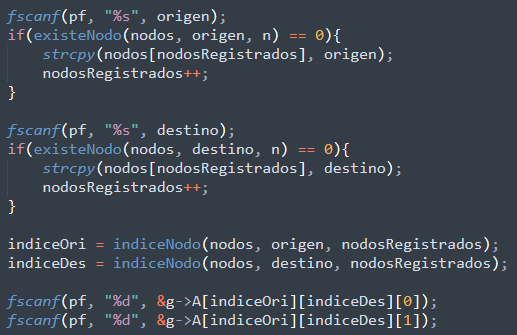 fscanf(pf, "%s", origen);
if(existeNodo(nodos, origen, n) == 0){
strcpy(nodos[nodosRegistrados], origen);
nodosRegistrados++;
}
fscanf(pf, "%s", destino);
if(existeNodo(nodos, destino, n) == 0){
strcpy(nodos[nodosRegistrados], destino);
nodosRegistrados++;
}
indiceOri = indiceNodo(nodos, origen, nodosRegistrados);
indiceDes = indiceNodo(nodos, destino, nodosRegistrados);
fscanf(pf, "%d", &g->A[indiceOri][indiceDes][0]);
fscanf(pf, "%d", &g->A[indiceOri][indiceDes][1]);